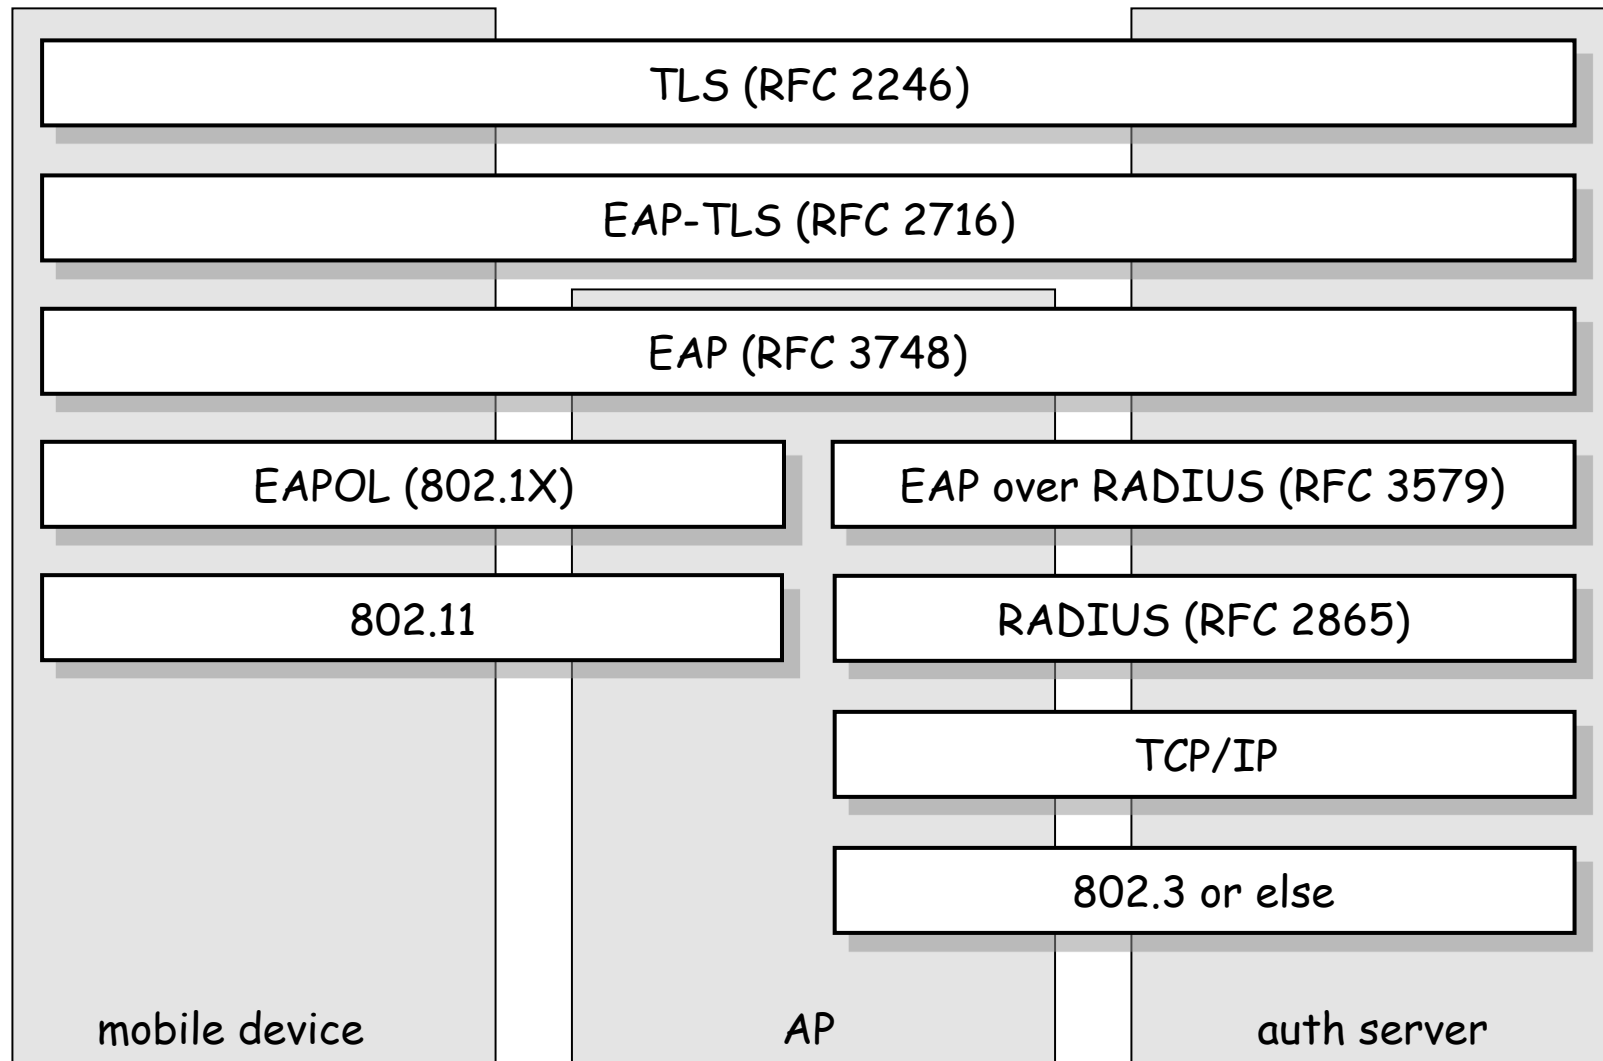 TLS (RFC 2246)
EAP-TLS (RFC 2716)
EAP (RFC 3748)
EAPOL (802.1X)
EAP over RADIUS (RFC 3579)
802.11
RADIUS (RFC 2865)
TCP/IP
802.3 or else
mobile device
AP
auth server